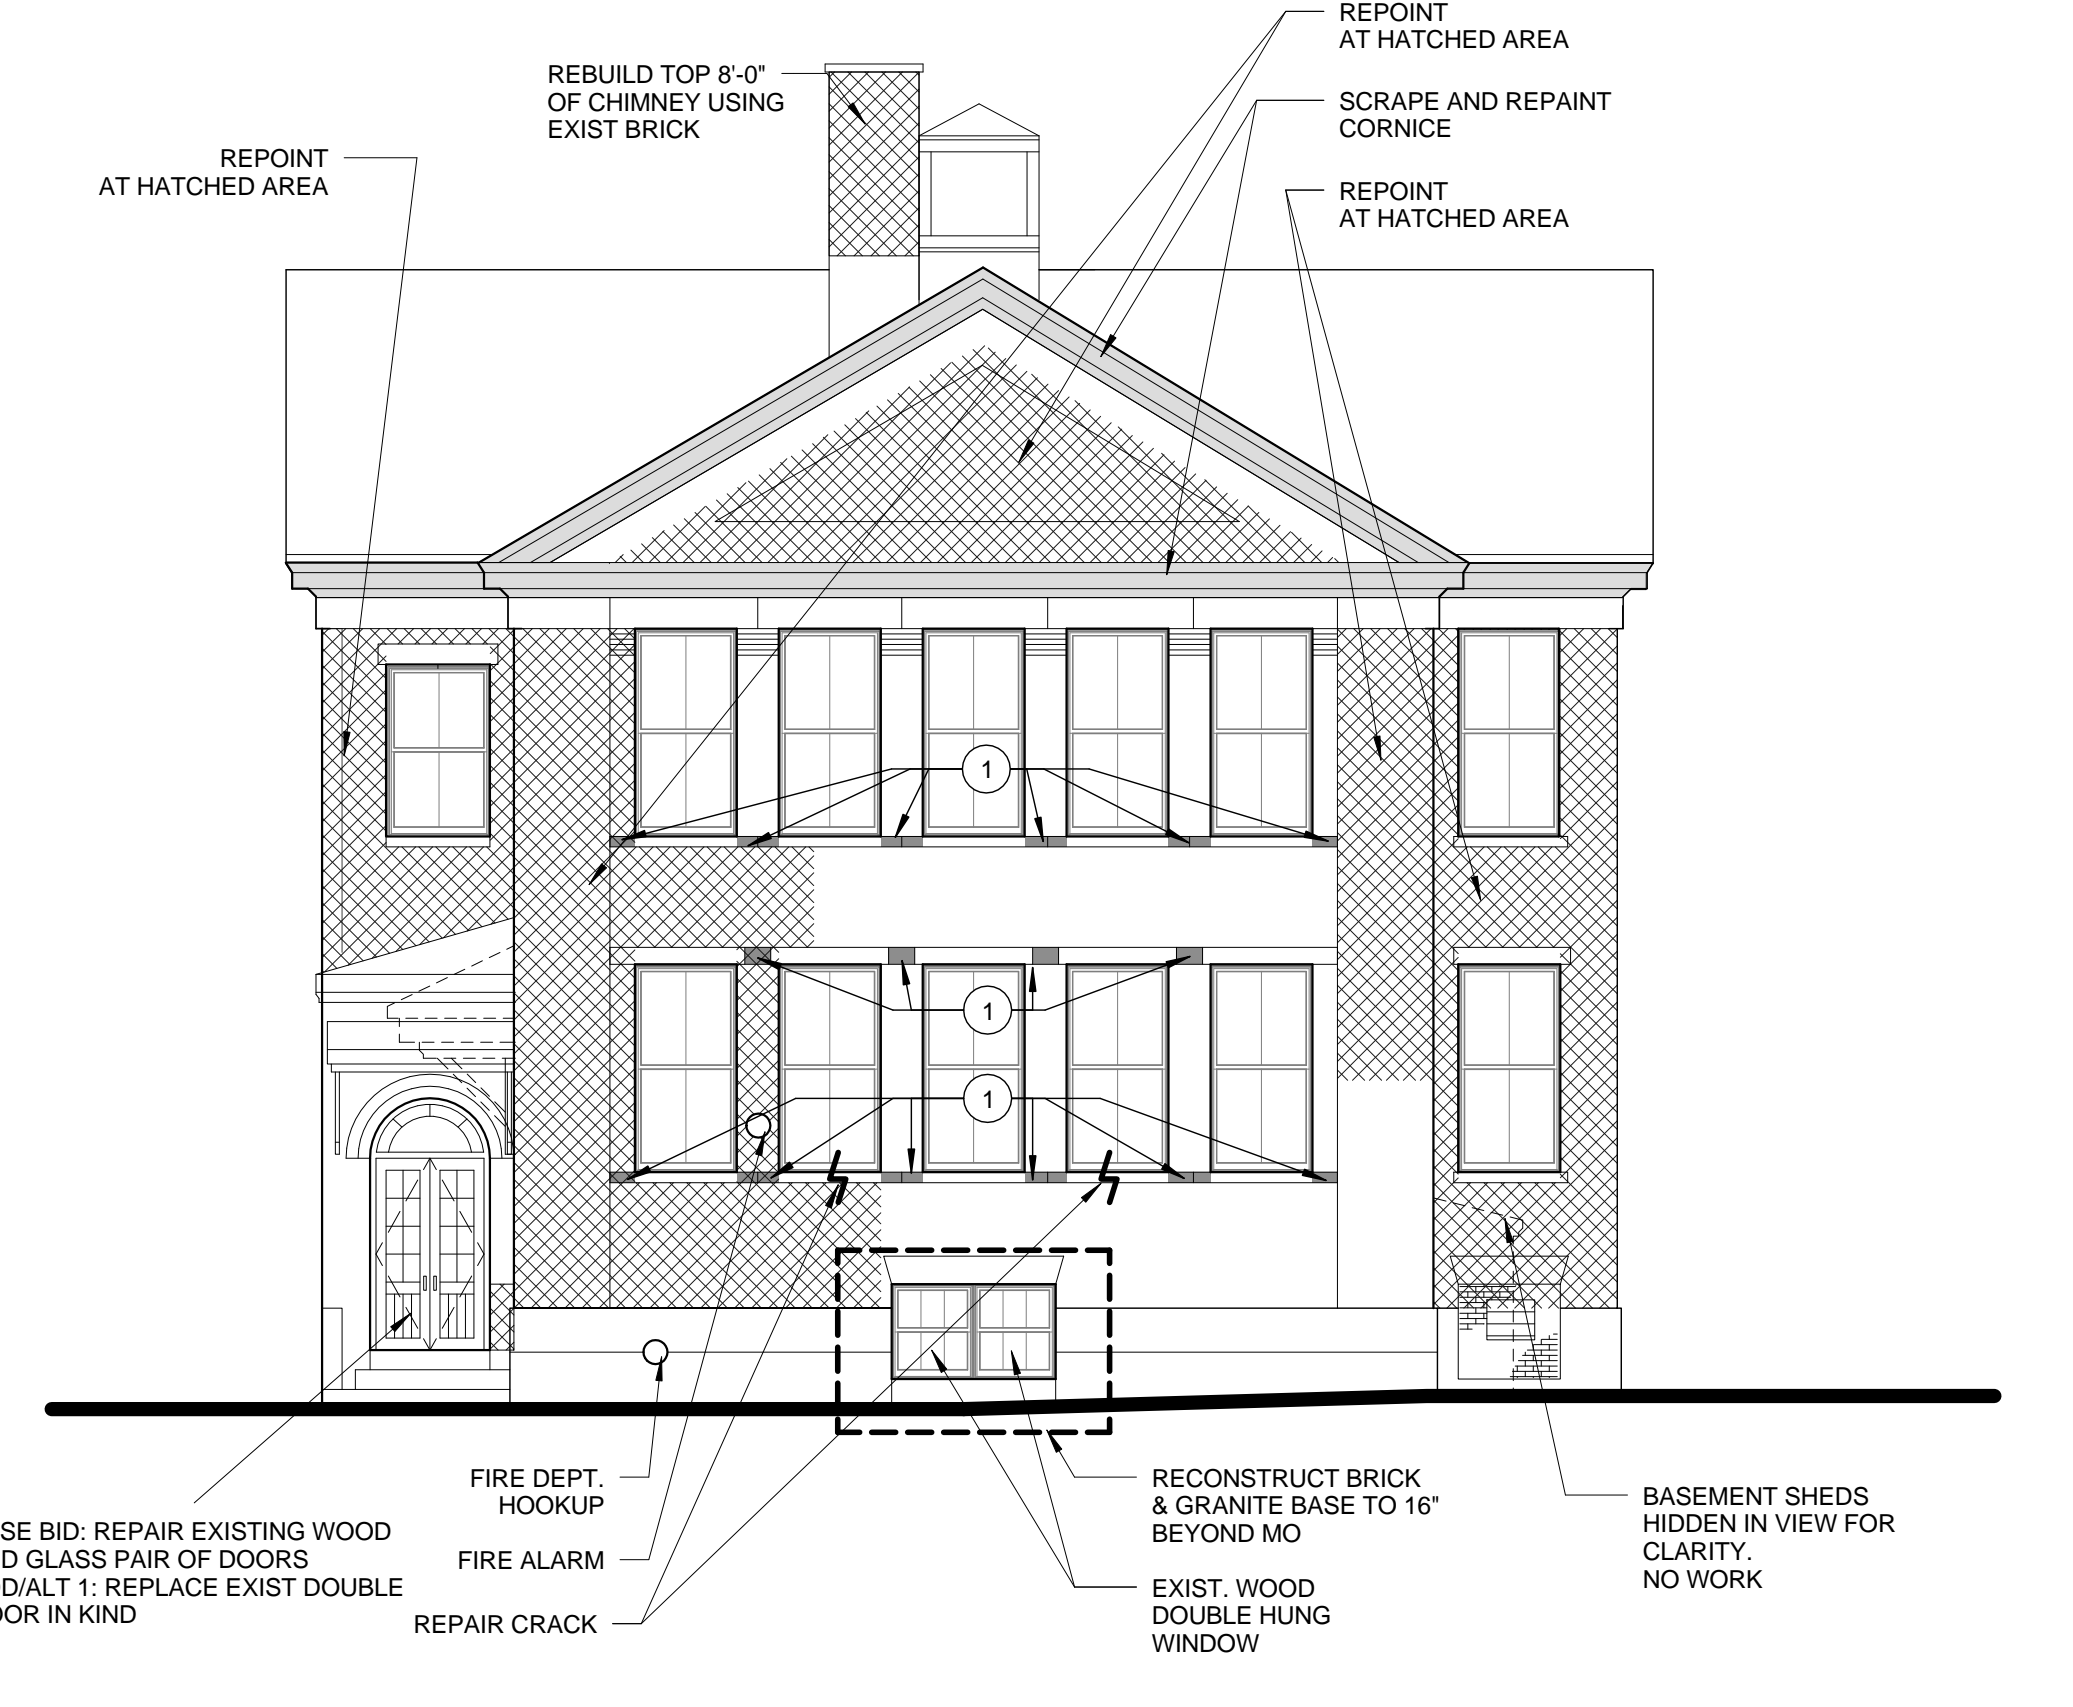 REPOINT
AT HATCHED AREA
REBUILD TOP 8'-0"
OF CHIMNEY USING
EXIST BRICK
SCRAPE AND REPAINT
CORNICE
REPOINT
AT HATCHED AREA
REPOINT
AT HATCHED AREA
1
1
1
FIRE DEPT.
HOOKUP
FIRE ALARM
REPAIR CRACK
SE BID: REPAIR EXISTING WOOD
D GLASS PAIR OF DOORS
D/ALT 1: REPLACE EXIST DOUBLE
OOR IN KIND
RECONSTRUCT BRICK
& GRANITE BASE TO 16"
BEYOND MO
EXIST. WOOD
DOUBLE HUNG
WINDOW
BASEMENT SHEDS
HIDDEN IN VIEW FOR
CLARITY.
NO WORK